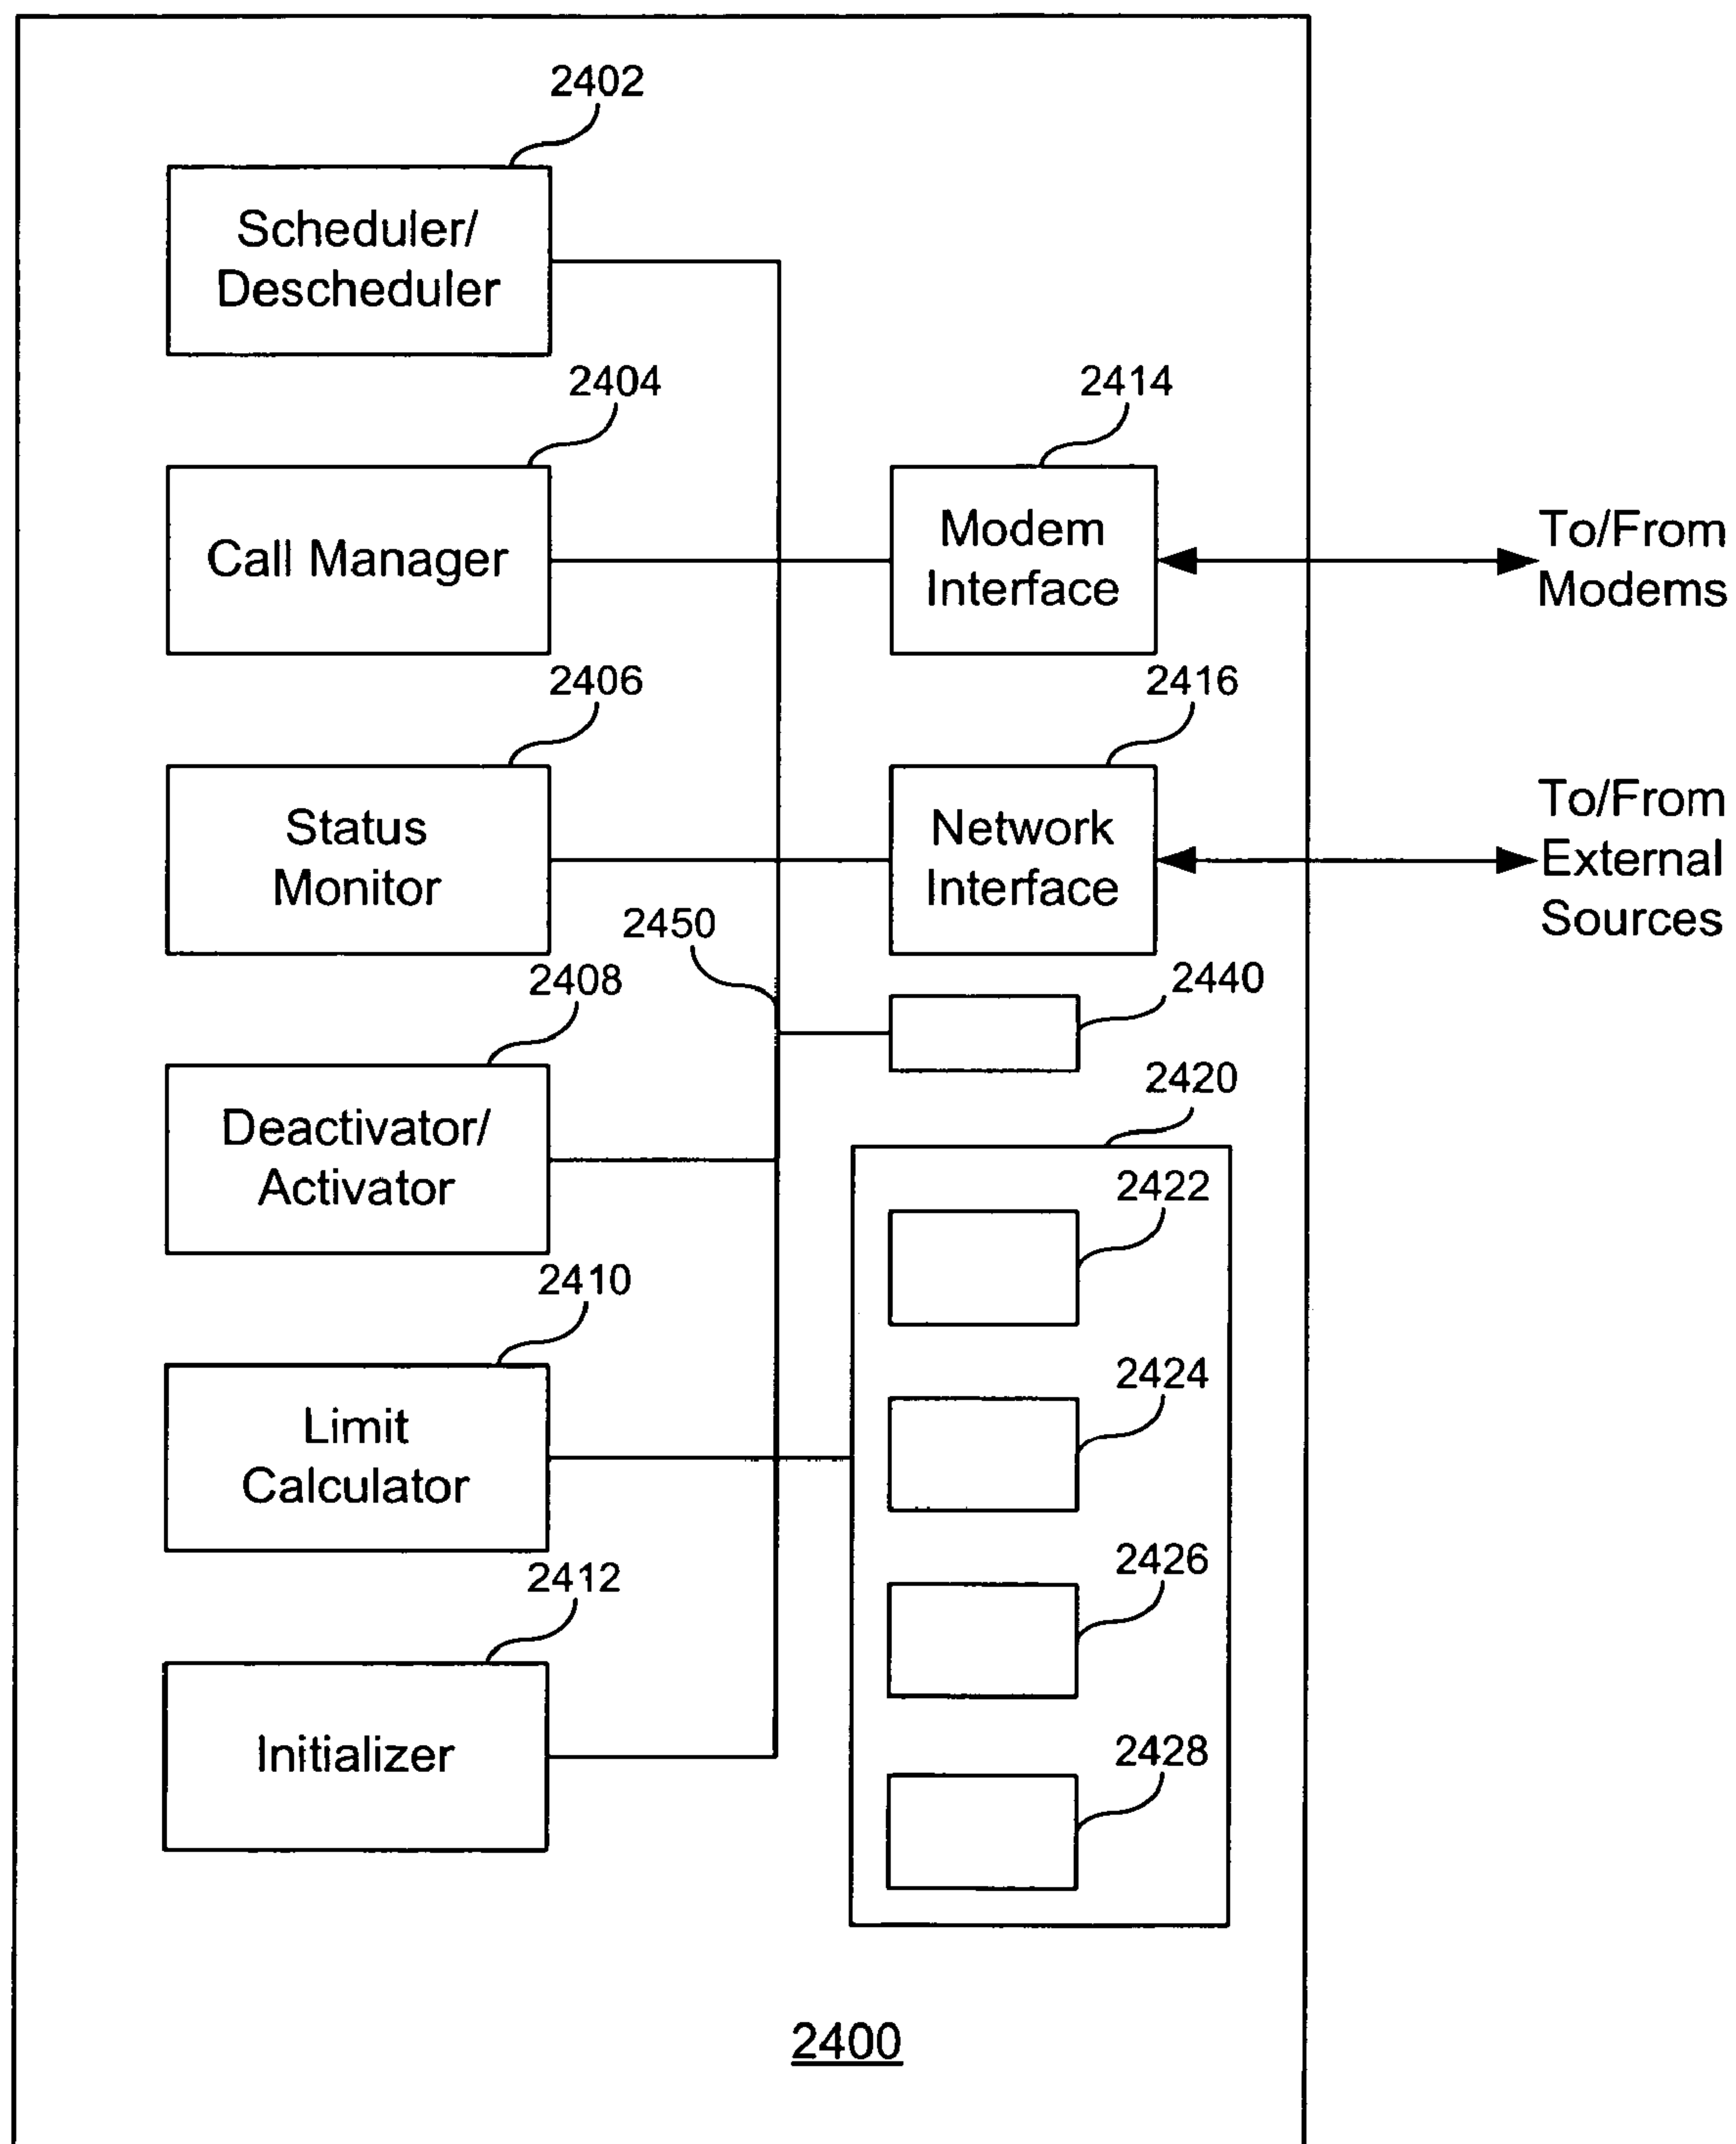 2402
Scheduler/
Descheduler
2404
Call Manager
2414
Modem
Interface
To/From
Modems
2406
Status
Monitor
2416
Network
Interface
To/From
External
Sources
2450
2408
Deactivator/
Activator
2440
2420
2422
2410
Limit
Calculator
2424
2412
Initializer
2426
2428
2400